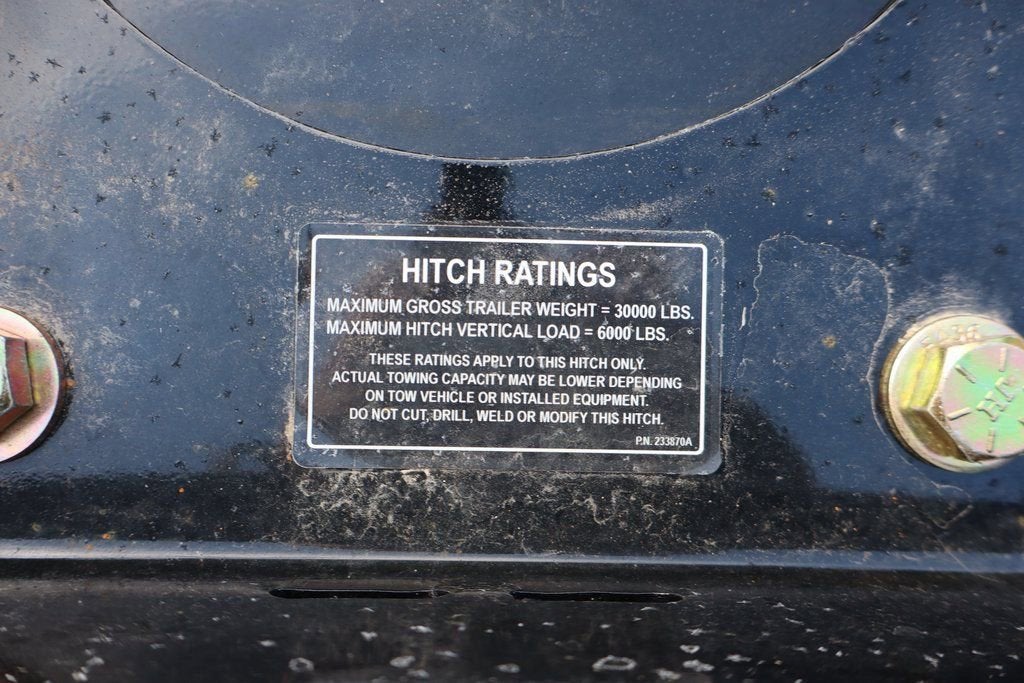 HITCH RATINGS
MAXIMUM GROSS TRAILER WEIGHT = 30000 LBS.
MAXIMUM HITCH VERTICAL LOAD = 6000 LBS.
THESE RATINGS APPLY TO THIS HITCH ONLY.
ACTUAL TOWING CAPACITY MAY BE LOWER DEPENDING
ON TOW VEHICLE OR INSTALLED EQUIPMENT.
DO NOT CUT, DRILL, WELD OR MODIFY THIS HITCH.
P.N. 233870A